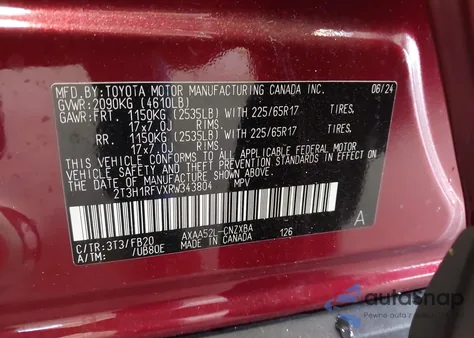 MFD.BY:TOYOTA MOTOR MANUFACTURING CANADA INC. 06/24
GVWR:2090KG (4610LB)
GAWR:FRT. 1150KG (2535LB) WITH 225/65R17 TIRES,
17x7.0J RIMS.
RR. 1150KG (2535LB) WITH 225/65R17 TIRES,
17x7.0J RIMS.
THIS VEHICLE CONFORMS TO ALL APPLICABLE FEDERAL MOTOR
VEHICLE SAFETY AND THEFT PREVENTION STANDARDS IN EFFECT
ON THE DATE OF MANUFACTURE SHOWN ABOVE.
2T3H1RFVXRW343804 MPV
C/TR:3T3/FB20 AXAA52L-CNZXBA 126 A
A/TM: /UB80E MADE IN CANADA
autoSnap
Pewne auta z